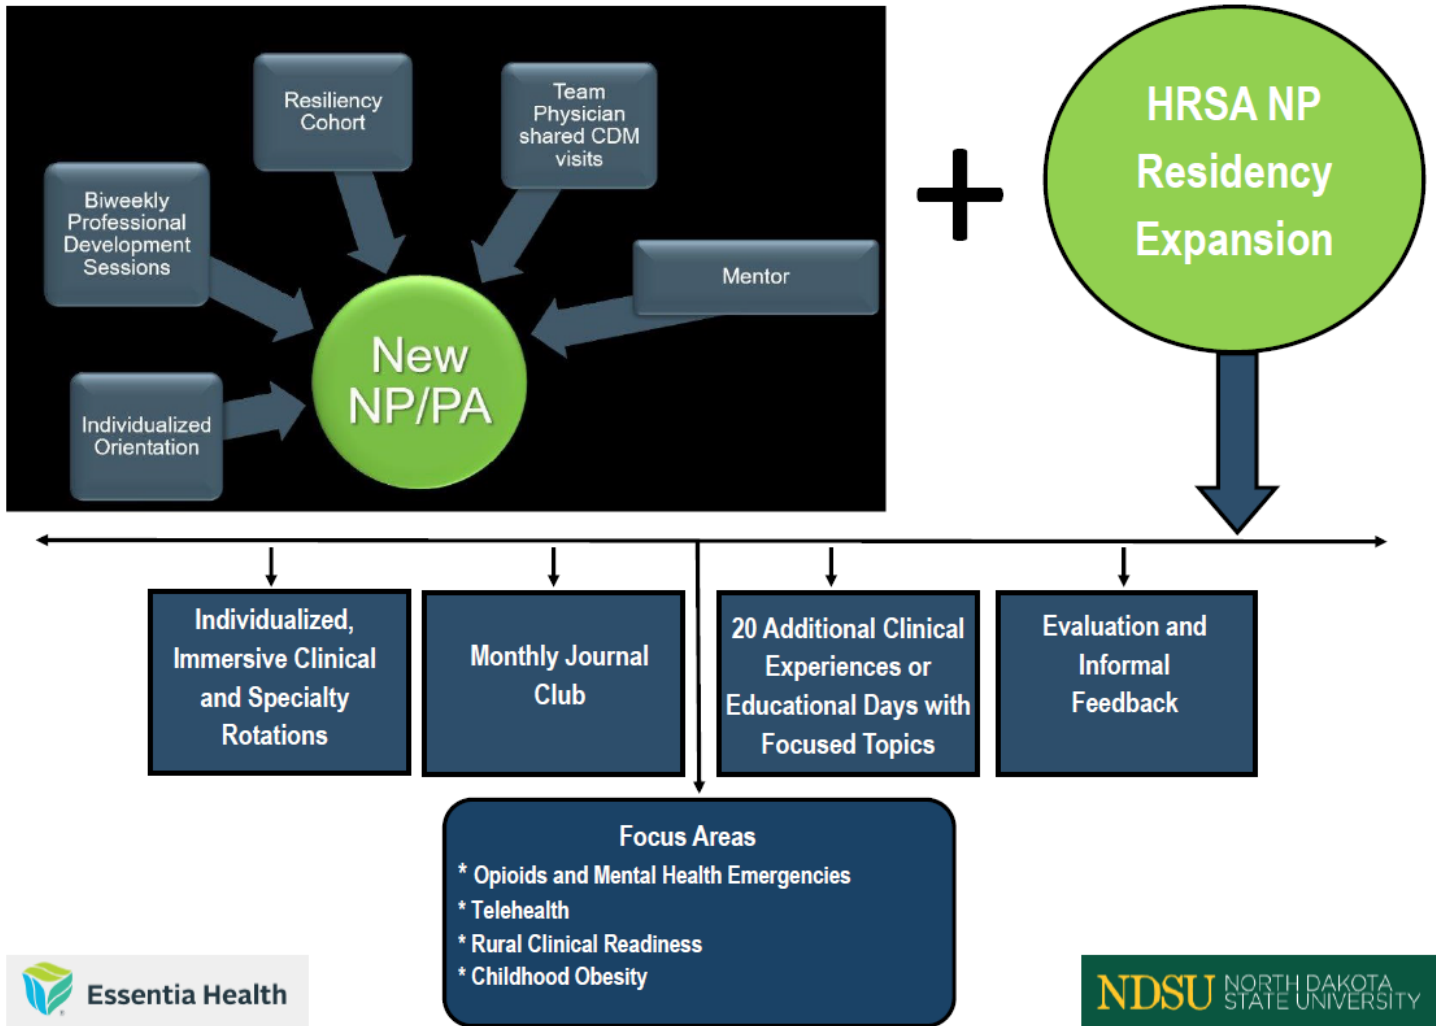 Resiliency
Cohort
Team
Physician
shared CDM
visits
Biweekly
Professional
Development
Sessions
Mentor
Individualized
Orientation
New
NP/PA
+
HRSA NP
Residency
Expansion
Individualized,
Immersive Clinical
and Specialty
Rotations
Monthly Journal
Club
20 Additional Clinical
Experiences or
Educational Days with
Focused Topics
Evaluation and
Informal
Feedback
Focus Areas
* Opioids and Mental Health Emergencies
* Telehealth
* Rural Clinical Readiness
* Childhood Obesity
Essentia Health
NDSU NORTH DAKOTA
STATE UNIVERSITY